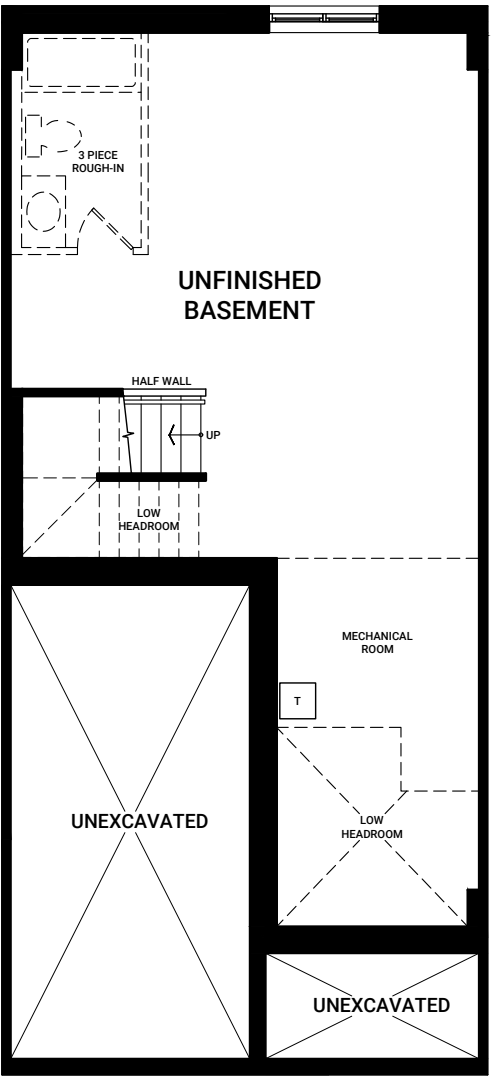 3 PIECE
ROUGH-IN
UNFINISHED
BASEMENT
HALF WALL
UP
LOW
HEADROOM
MECHANICAL
ROOM
T
UNEXCAVATED
LOW
HEADROOM
UNEXCAVATED